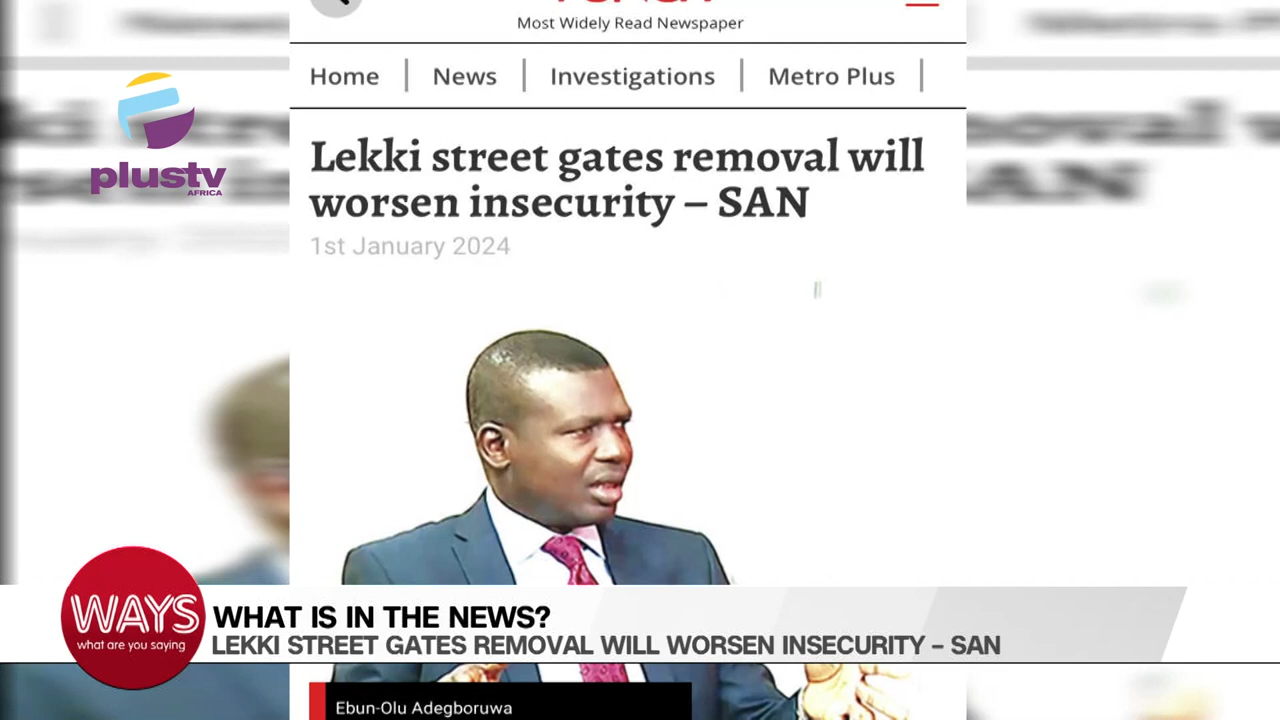 Most Widely Read Newspaper
Home | News | Investigations | Metro Plus |
Lekki street gates removal will
worsen insecurity – SAN
1st January 2024
plustv
AFRICA
WAYS
what are you saying
WHAT IS IN THE NEWS?
LEKKI STREET GATES REMOVAL WILL WORSEN INSECURITY – SAN
Ebun-Olu Adegboruwa